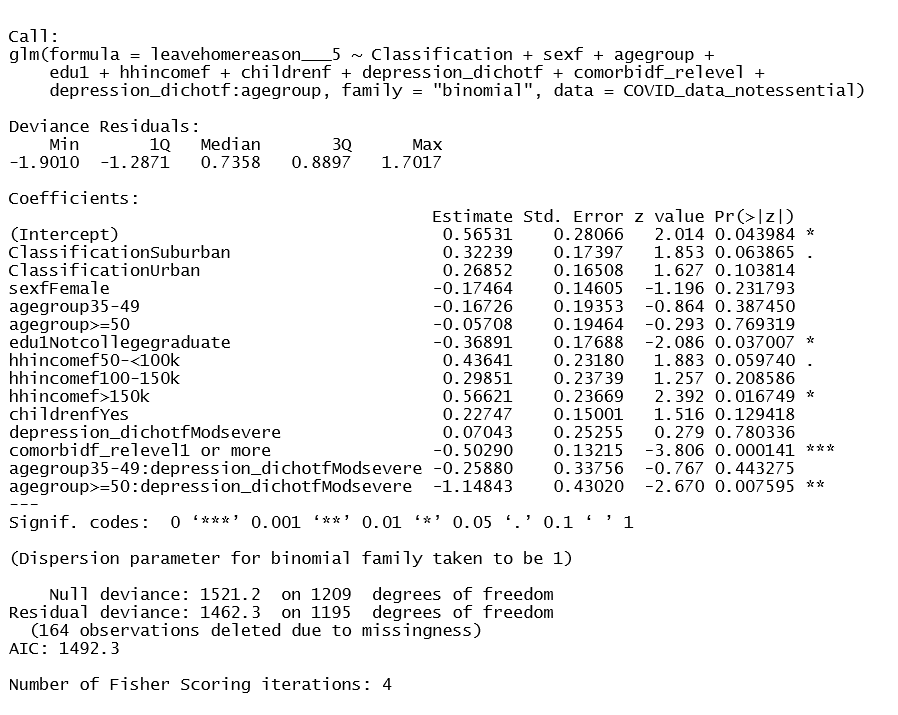 Call:
glm(formula = leavehomereason___5 ~ Classification + sexf + agegroup +
    edu1 + hhincomef + childrenf + depression_dichotf + comorbidf_relevel +
    depression_dichotf:agegroup, family = "binomial", data = COVID_data_notessential)
Deviance Residuals:
    Min       1Q   Median       3Q      Max
-1.9010  -1.2871   0.7358   0.8897   1.7017
Coefficients:
                                          Estimate Std. Error z value Pr(>|z|)
(Intercept)                                0.56531    0.28066   2.014 0.043984 *
ClassificationSuburban                     0.32239    0.17397   1.853 0.063865 .
ClassificationUrban                        0.26852    0.16508   1.627 0.103814
sexfFemale                                -0.17464    0.14605  -1.196 0.231793
agegroup35-49                             -0.16726    0.19353  -0.864 0.387450
agegroup>=50                              -0.05708    0.19464  -0.293 0.769319
edu1Notcollegegraduate                    -0.36891    0.17688  -2.086 0.037007 *
hhincomef50-<100k                          0.43641    0.23180   1.883 0.059740 .
hhincomef100-150k                          0.29851    0.23739   1.257 0.208586
hhincomef>150k                             0.56621    0.23669   2.392 0.016749 *
childrenfYes                               0.22747    0.15001   1.516 0.129418
depression_dichotfModsevere                0.07043    0.25255   0.279 0.780336
comorbidf_relevel1 or more                -0.50290    0.13215  -3.806 0.000141 ***
agegroup35-49:depression_dichotfModsevere -0.25880    0.33756  -0.767 0.443275
agegroup>=50:depression_dichotfModsevere  -1.14843    0.43020  -2.670 0.007595 **
---
Signif. codes:  0 ‘***’ 0.001 ‘**’ 0.01 ‘*’ 0.05 ‘.’ 0.1 ‘ ’ 1
(Dispersion parameter for binomial family taken to be 1)
    Null deviance: 1521.2  on 1209  degrees of freedom
Residual deviance: 1462.3  on 1195  degrees of freedom
  (164 observations deleted due to missingness)
AIC: 1492.3
Number of Fisher Scoring iterations: 4